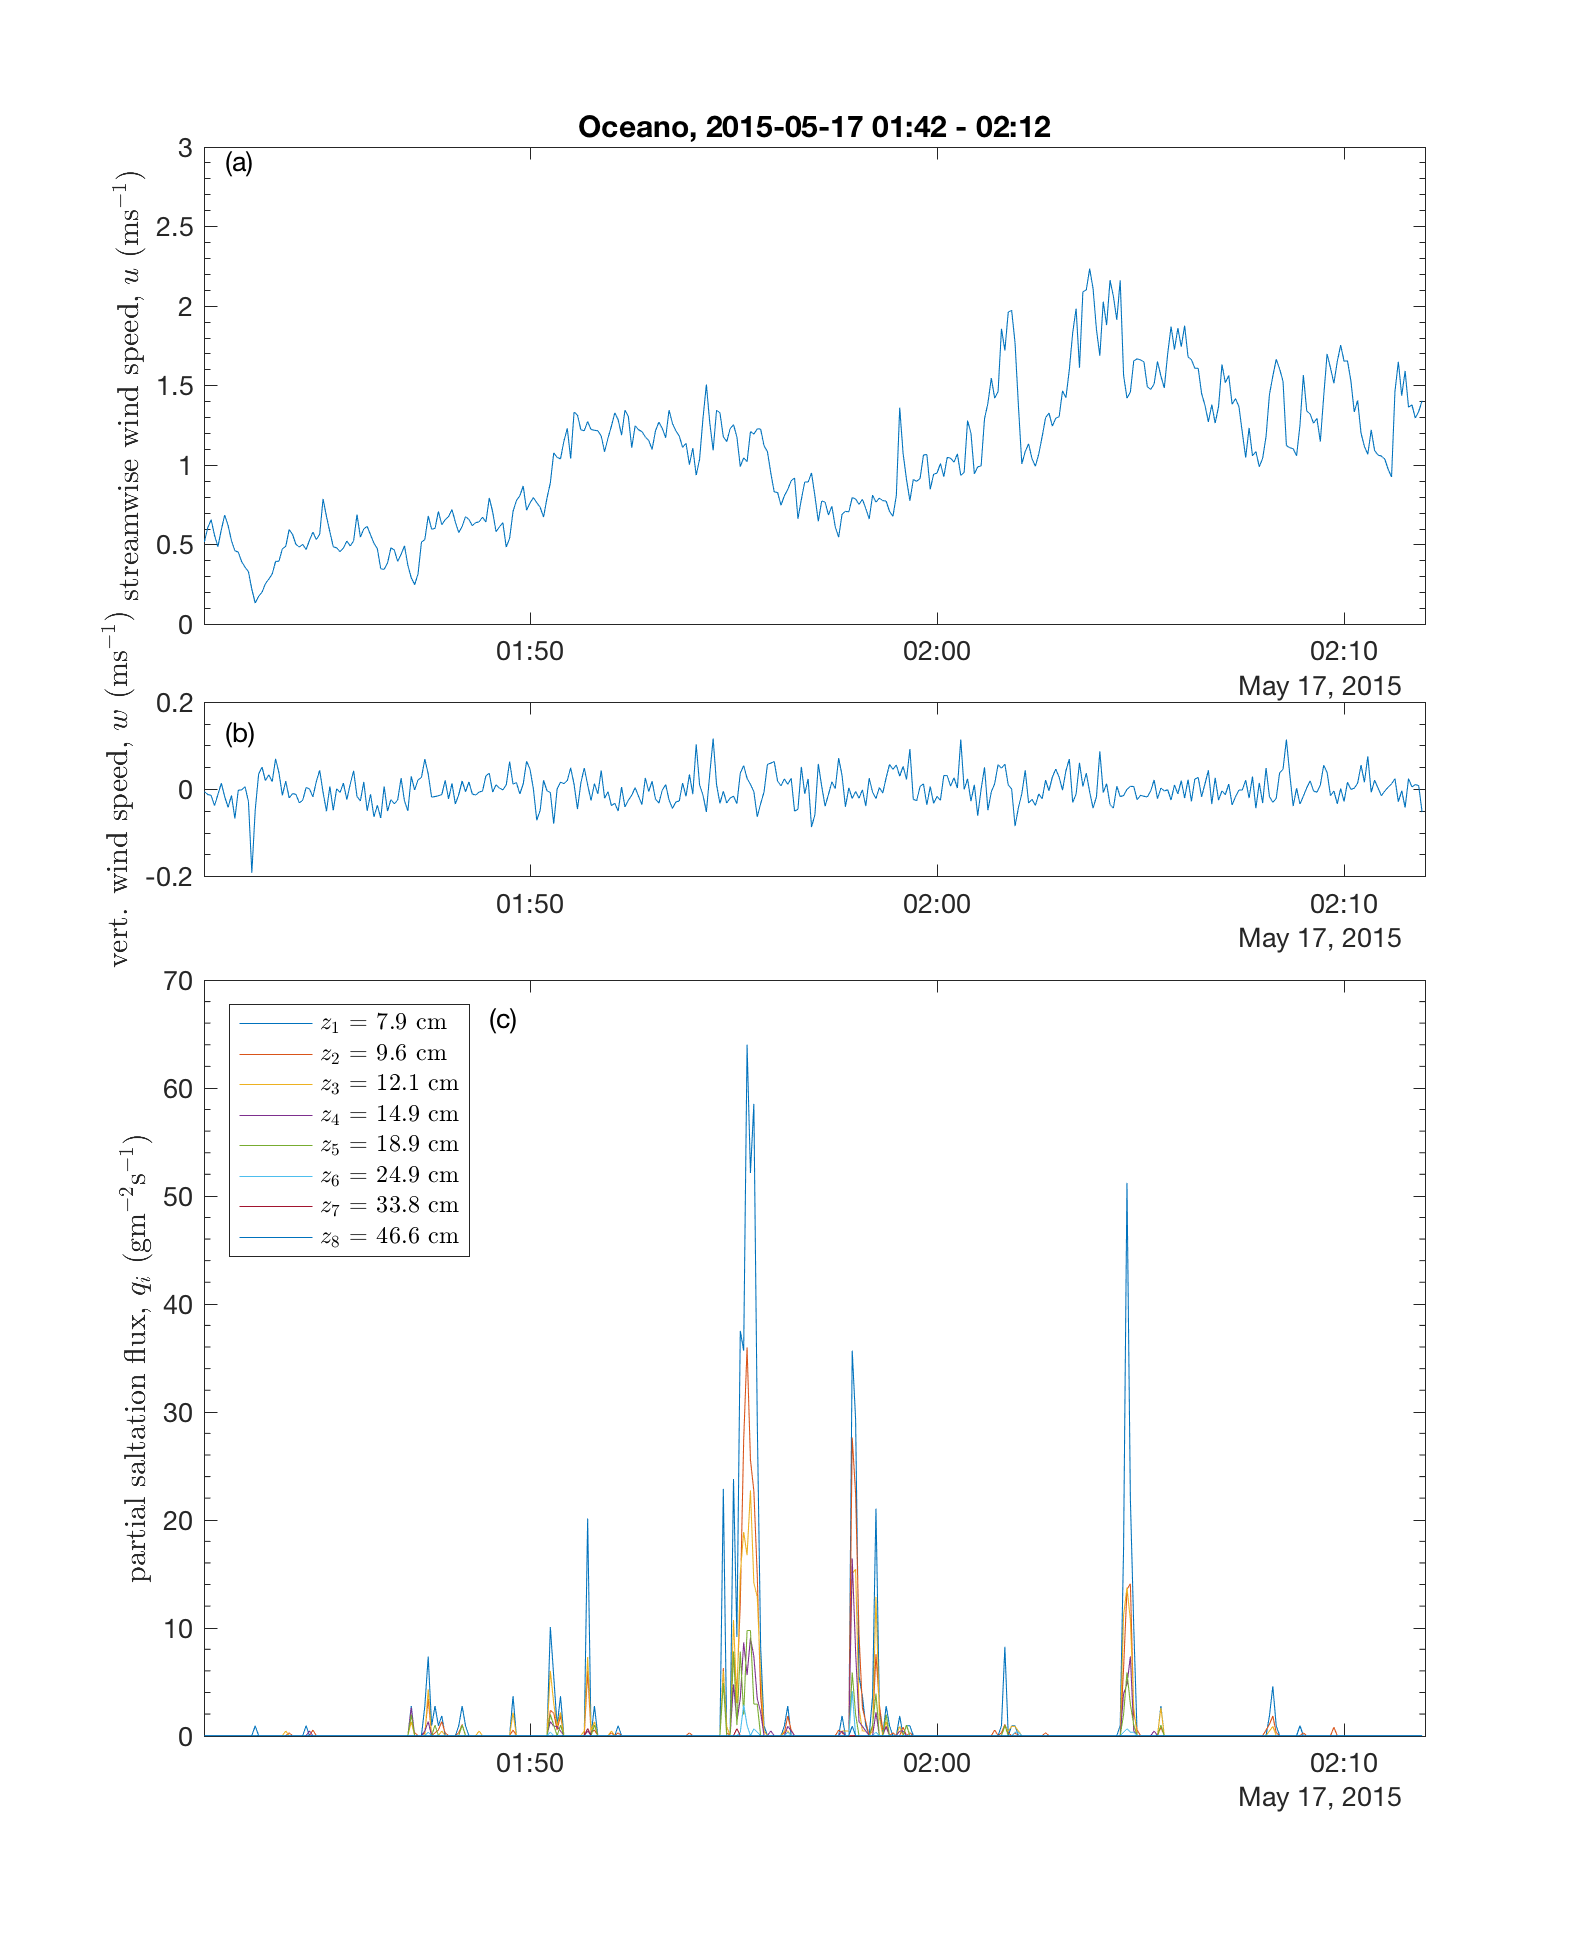 Oceano, 2015-05-17 01:42 - 02:12
(a)
streamwise wind speed, u (ms⁻¹)
3
2.5
2
1.5
1
0.5
0
01:50 02:00 02:10
May 17, 2015
(b)
vert. wind speed, w (ms⁻¹)
0.2
0
-0.2
01:50 02:00 02:10
May 17, 2015
(c)
partial saltation flux, qᵢ (gm⁻²s⁻¹)
70
60
50
40
30
20
10
0
z₁ = 7.9 cm
z₂ = 9.6 cm
z₃ = 12.1 cm
z₄ = 14.9 cm
z₅ = 18.9 cm
z₆ = 24.9 cm
z₇ = 33.8 cm
z₈ = 46.6 cm
01:50 02:00 02:10
May 17, 2015